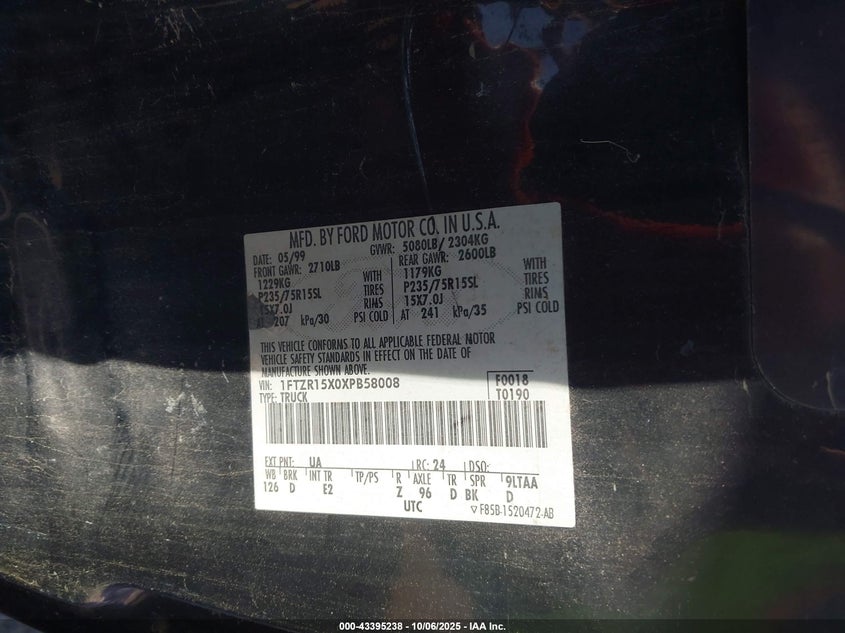 MFD. BY FORD MOTOR CO. IN U.S.A.
DATE: 05/99 GVWR: 5080LB/ 2304KG
FRONT GAWR: 2710LB REAR GAWR: 2600LB
1229KG WITH 1179KG WITH
P235/75R15SL TIRES P235/75R15SL TIRES
15X7.0J RIMS 15X7.0J RIMS
AT 207 kPa/30 PSI COLD AT 241 kPa/35 PSI COLD
THIS VEHICLE CONFORMS TO ALL APPLICABLE FEDERAL MOTOR
VEHICLE SAFETY STANDARDS IN EFFECT ON THE DATE OF
MANUFACTURE SHOWN ABOVE.
VIN: 1FTZR15X0XPB58008 F0018
TYPE: TRUCK T0190
EXT PNT: UA RC: 24 DSO:
WB BRK INT TR TP/PS R AXLE TR SPR 9LTAA
126 D E2 Z 96 D BK D
UTC ▽ F85B-1520472-AB
000-43395238 - 10/06/2025 - IAA Inc.